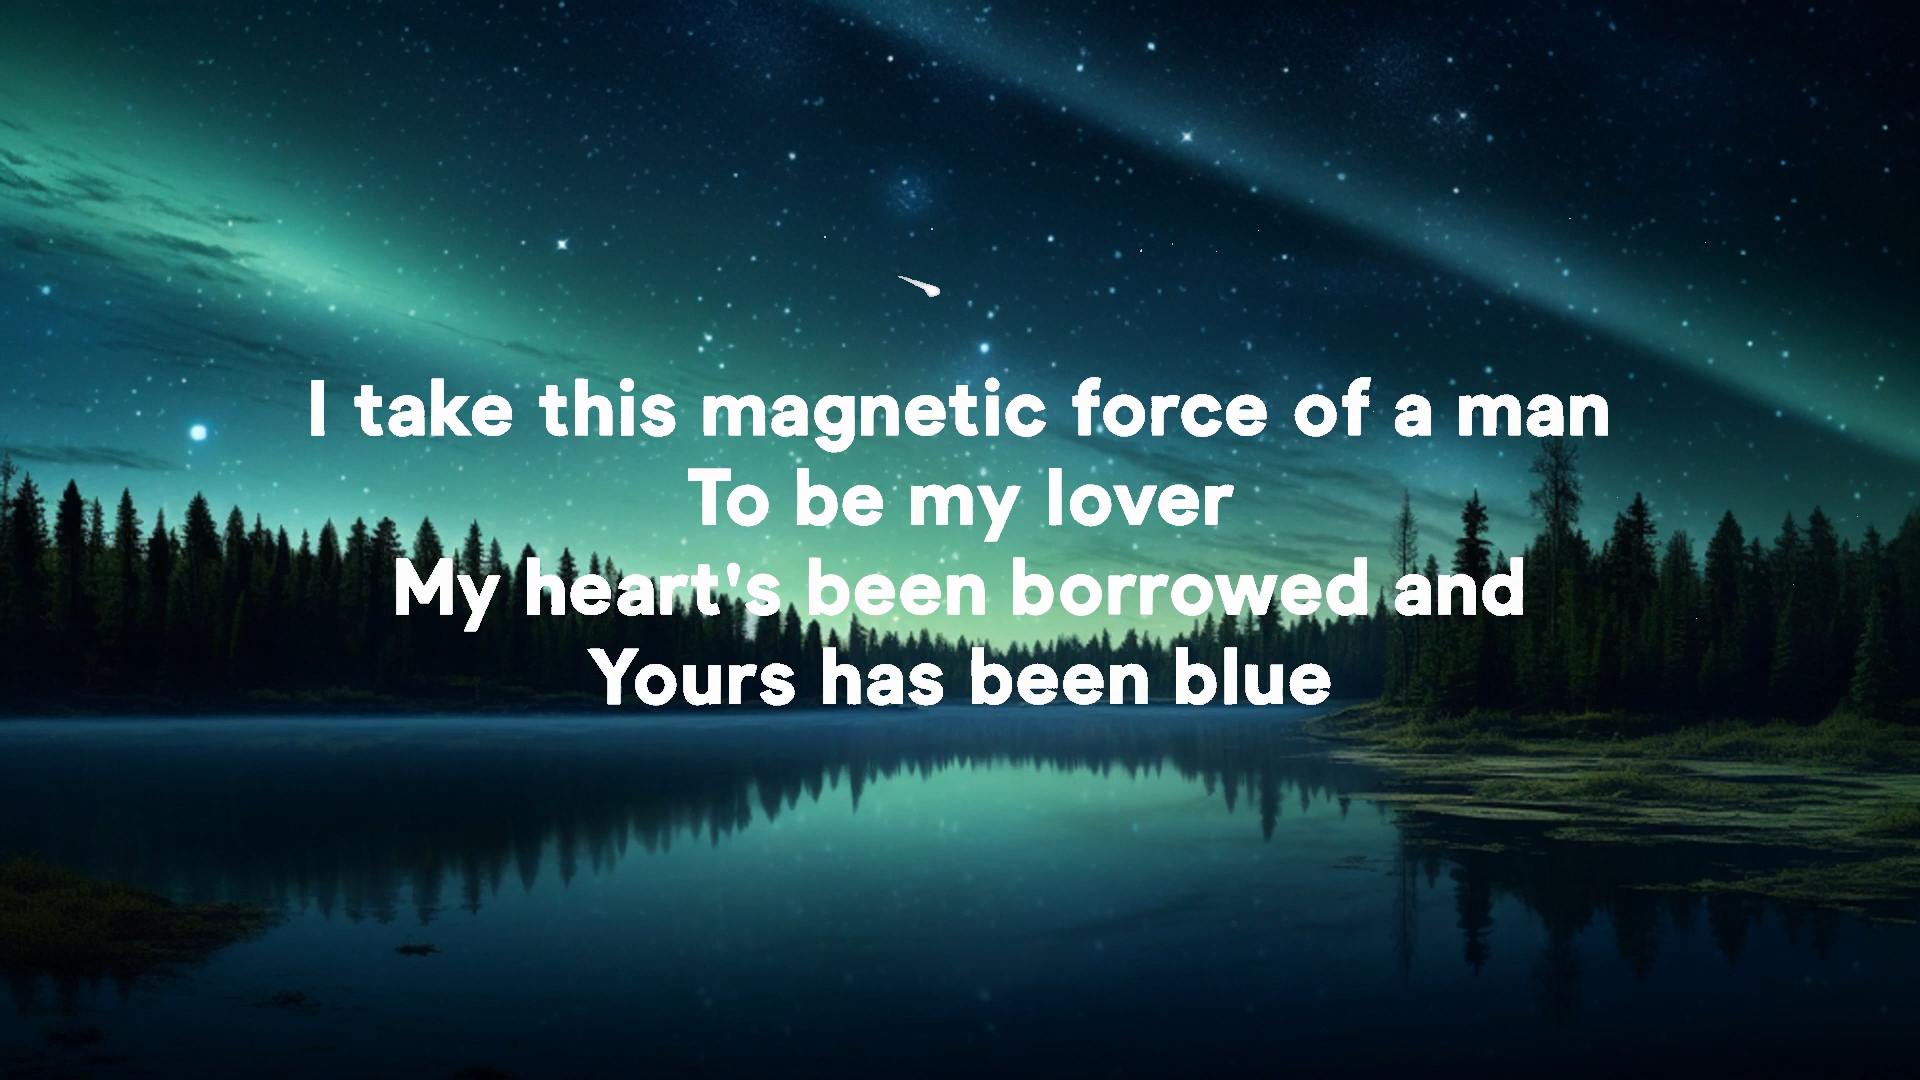 I take this magnetic force of a man
To be my lover
My heart's been borrowed and
Yours has been blue